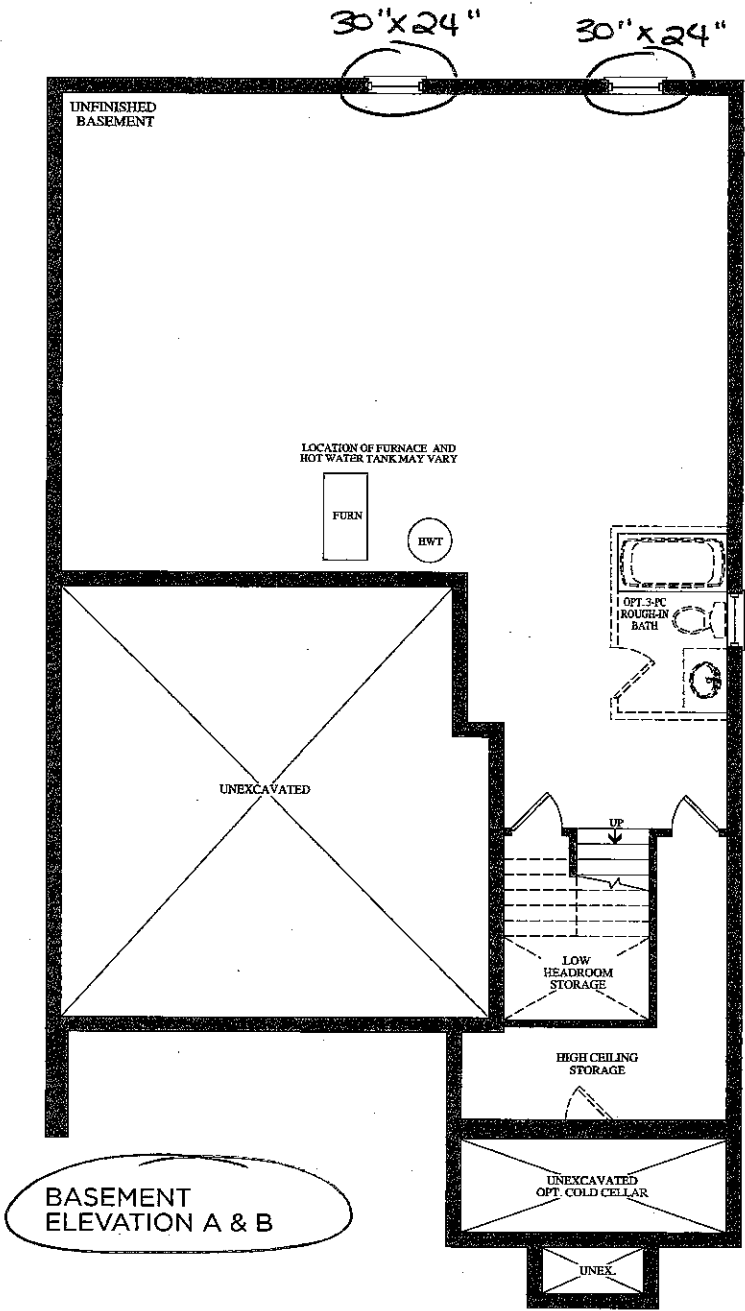 30"x24"
30"x24"
UNFINISHED
BASEMENT
LOCATION OF FURNACE AND
HOT WATER TANK MAY VARY
FURN
HWT
OPT. 3-PC
ROUGH-IN
BATH
UNEXCAVATED
UP
LOW
HEADROOM
STORAGE
HIGH CEILING
STORAGE
UNEXCAVATED
OPT. COLD CELLAR
BASEMENT
ELEVATION A & B
UNEX.